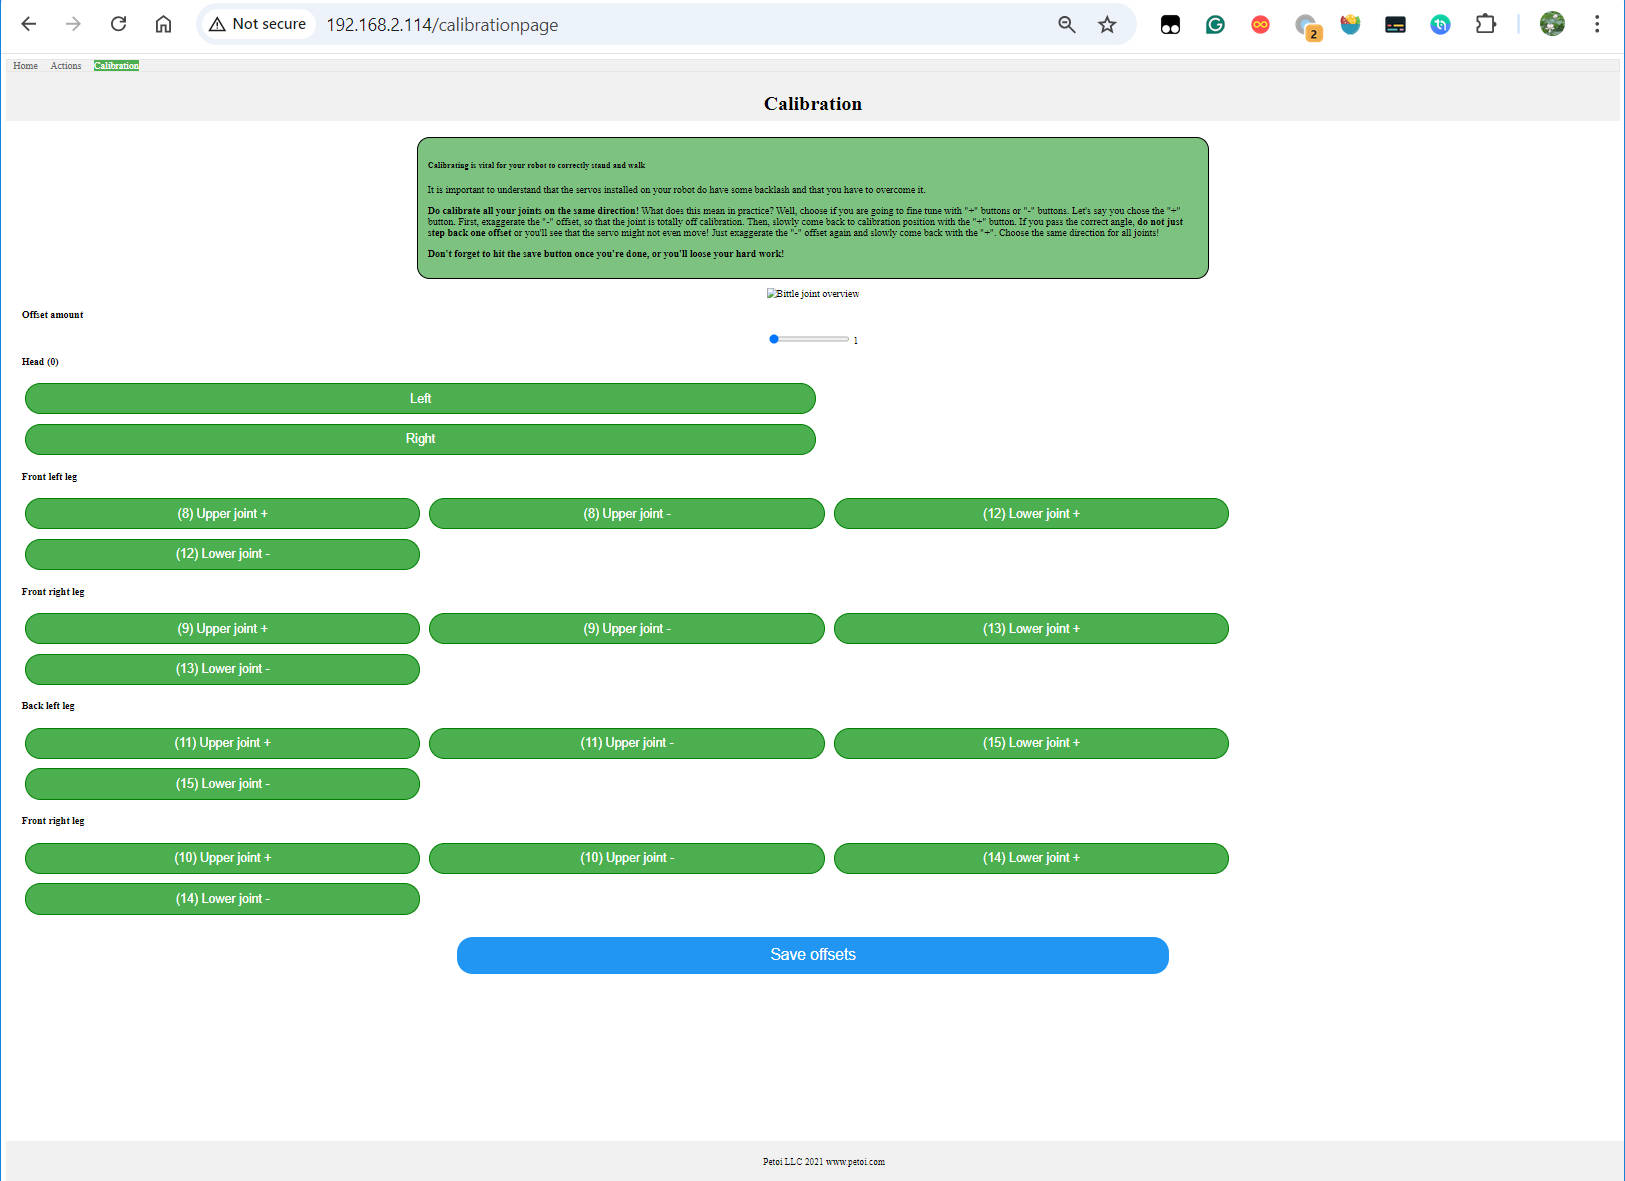 Not secure 192.168.2.114/calibrationpage
2
Home Actions Calibration
Calibration
Calibrating is vital for your robot to correctly stand and walk
It is important to understand that the servos installed on your robot do have some backlash and that you have to overcome it.
Do calibrate all your joints on the same direction! What does this mean in practice? Well, choose if you are going to fine tune with "+" buttons or "-" buttons. Let's say you chose the "+"
button. First, exaggerate the "-" offset, so that the joint is totally off calibration. Then, slowly come back to calibration position with the "+" button. If you pass the correct angle, do not just
step back one offset or you'll see that the servo might not even move! Just exaggerate the "-" offset again and slowly come back with the "+". Choose the same direction for all joints!
Don't forget to hit the save button once you're done, or you'll loose your hard work!
Bittle joint overview
Offset amount
1
Head (0)
Left
Right
Front left leg
(8) Upper joint + (8) Upper joint - (12) Lower joint +
(12) Lower joint -
Front right leg
(9) Upper joint + (9) Upper joint - (13) Lower joint +
(13) Lower joint -
Back left leg
(11) Upper joint + (11) Upper joint - (15) Lower joint +
(15) Lower joint -
Front right leg
(10) Upper joint + (10) Upper joint - (14) Lower joint +
(14) Lower joint -
Save offsets
Petoi LLC 2021 www.petoi.com